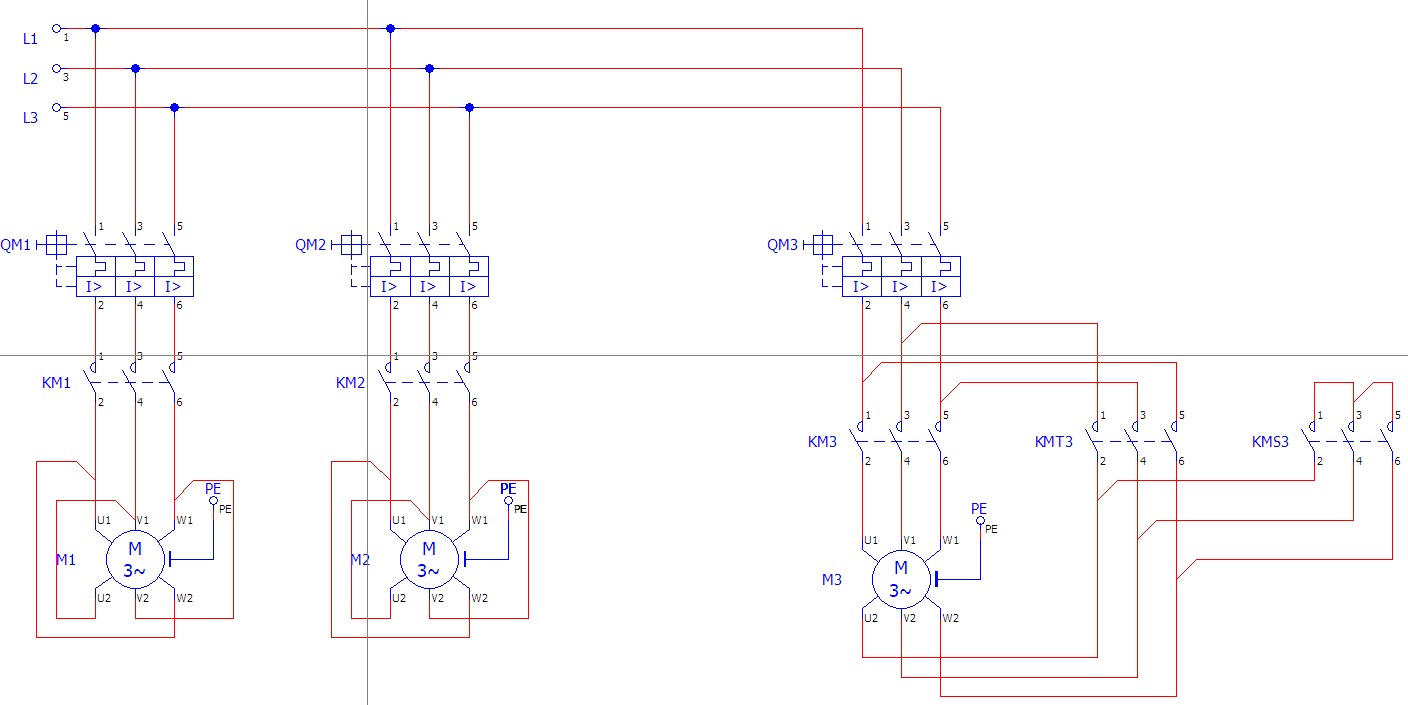 L1 1
L2 3
L3 5
1 3 5 1 3 5 1 3 5
QM1 QM2 QM3
I> I> I> I> I> I> I> I> I>
2 4 6 2 4 6 2 4 6
1 3 5 1 3 5
KM1 KM2
2 4 6 2 4 6
1 3 5 1 3 5 1 3 5
KM3 KMT3 KMS3
2 4 6 2 4 6 2 4 6
PE PE
PE PE
U1 V1 W1 U1 V1 W1
PE
PE
U1 V1 W1
M1 M M2 M
3~ 3~
M3 M
3~
U2 V2 W2 U2 V2 W2
U2 V2 W2